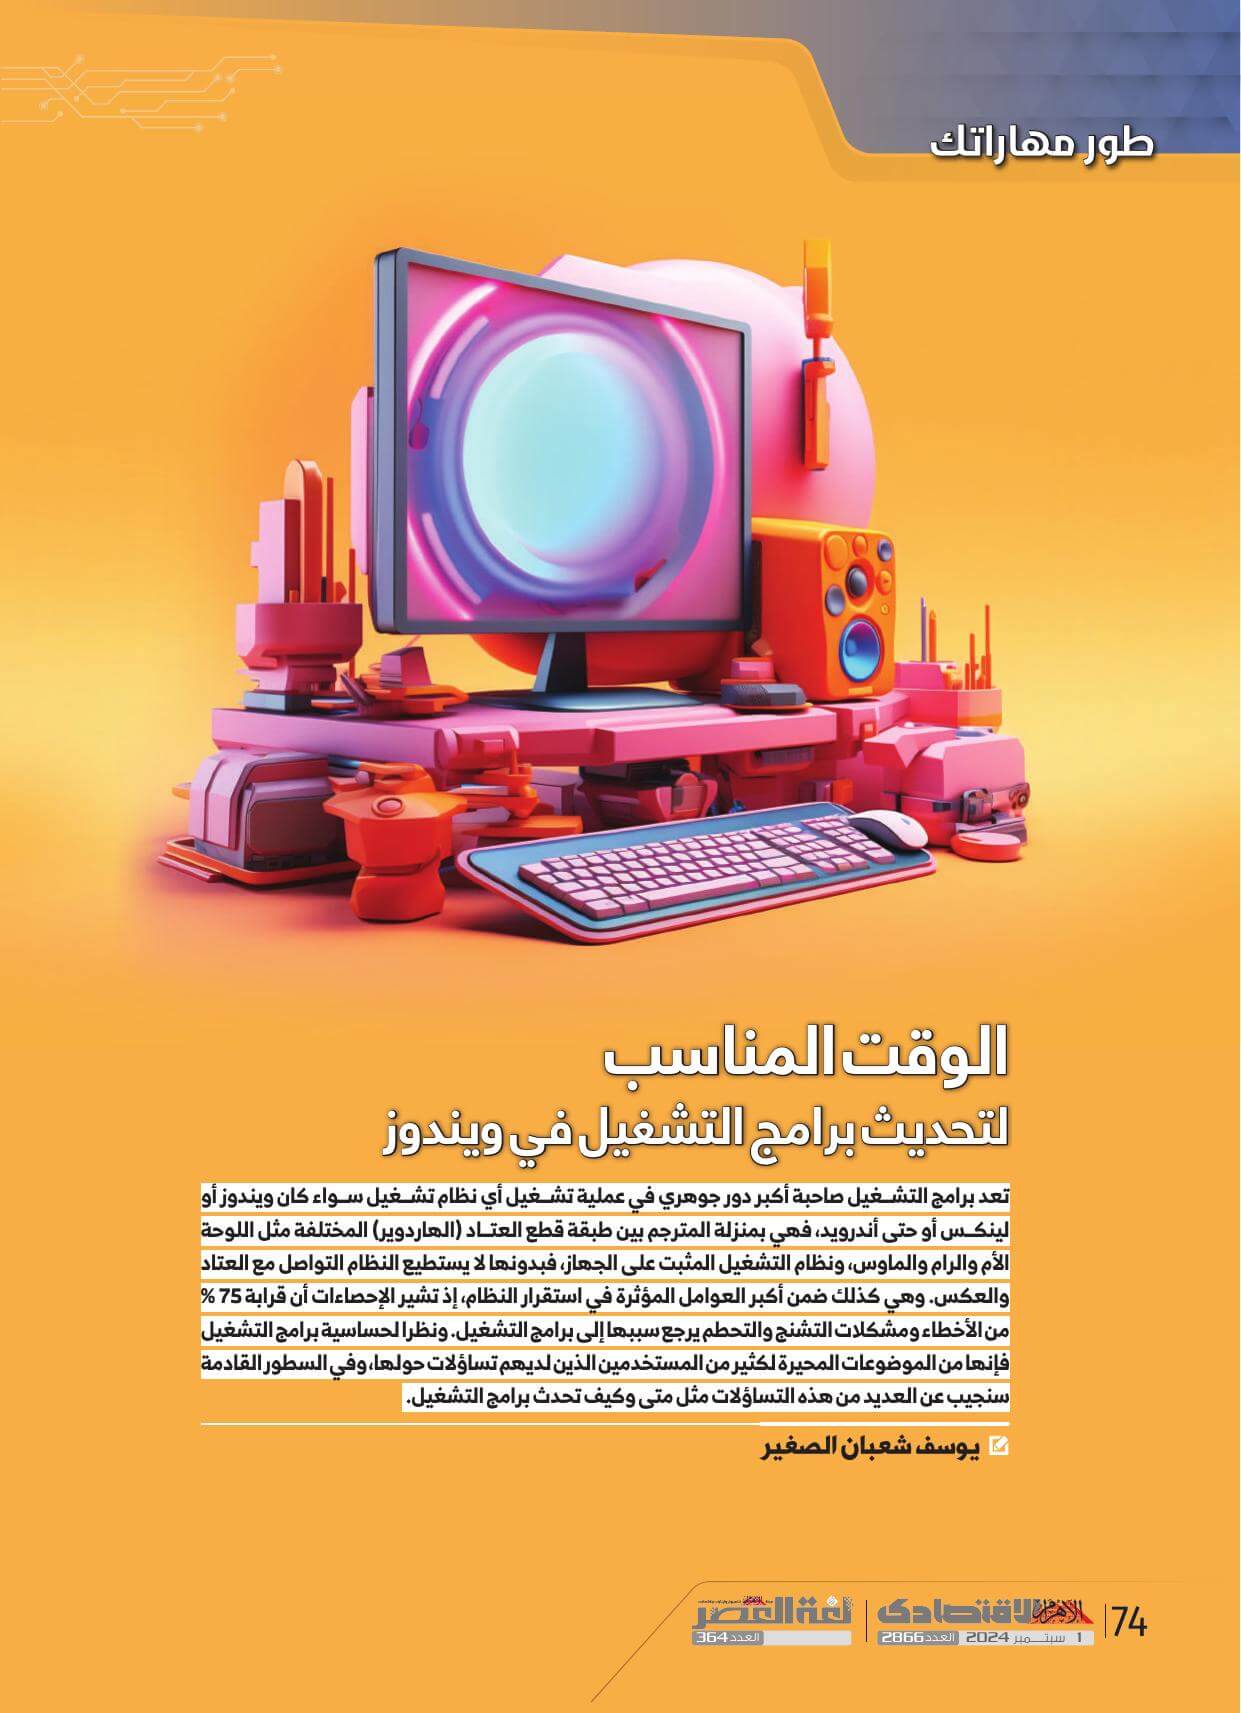 طور مهاراتك
الوقت المناسب
لتحديث برامج التشغيل في ويندوز
تعد برامج التشغيل صاحبة أكبر دور جوهري في عملية تشغيل أي نظام تشغيل سواء كان ويندوز أو
لينكس أو حتى أندرويد، فهي بمنزلة المترجم بين طبقة قطع العتاد (الهاردوير) المختلفة مثل اللوحة
الأم والرام والماوس، ونظام التشغيل المثبت على الجهاز، فبدونها لا يستطيع النظام التواصل مع العتاد
والعكس. وهي كذلك ضمن أكبر العوامل المؤثرة في استقرار النظام، إذ تشير الإحصاءات أن قرابة 75 %
من الأخطاء ومشكلات التشنج والتحطم يرجع سببها إلى برامج التشغيل. ونظرا لحساسية برامج التشغيل
فإنها من الموضوعات المحيرة لكثير من المستخدمين الذين لديهم تساؤلات حولها، وفي السطور القادمة
سنجيب عن العديد من هذه التساؤلات مثل متى وكيف تحدث برامج التشغيل.
يوسف شعبان الصغير
74 | الأهرام الاقتصادى | لغة العصر
1 سبتمبر 2024 العدد 2866 العدد 364